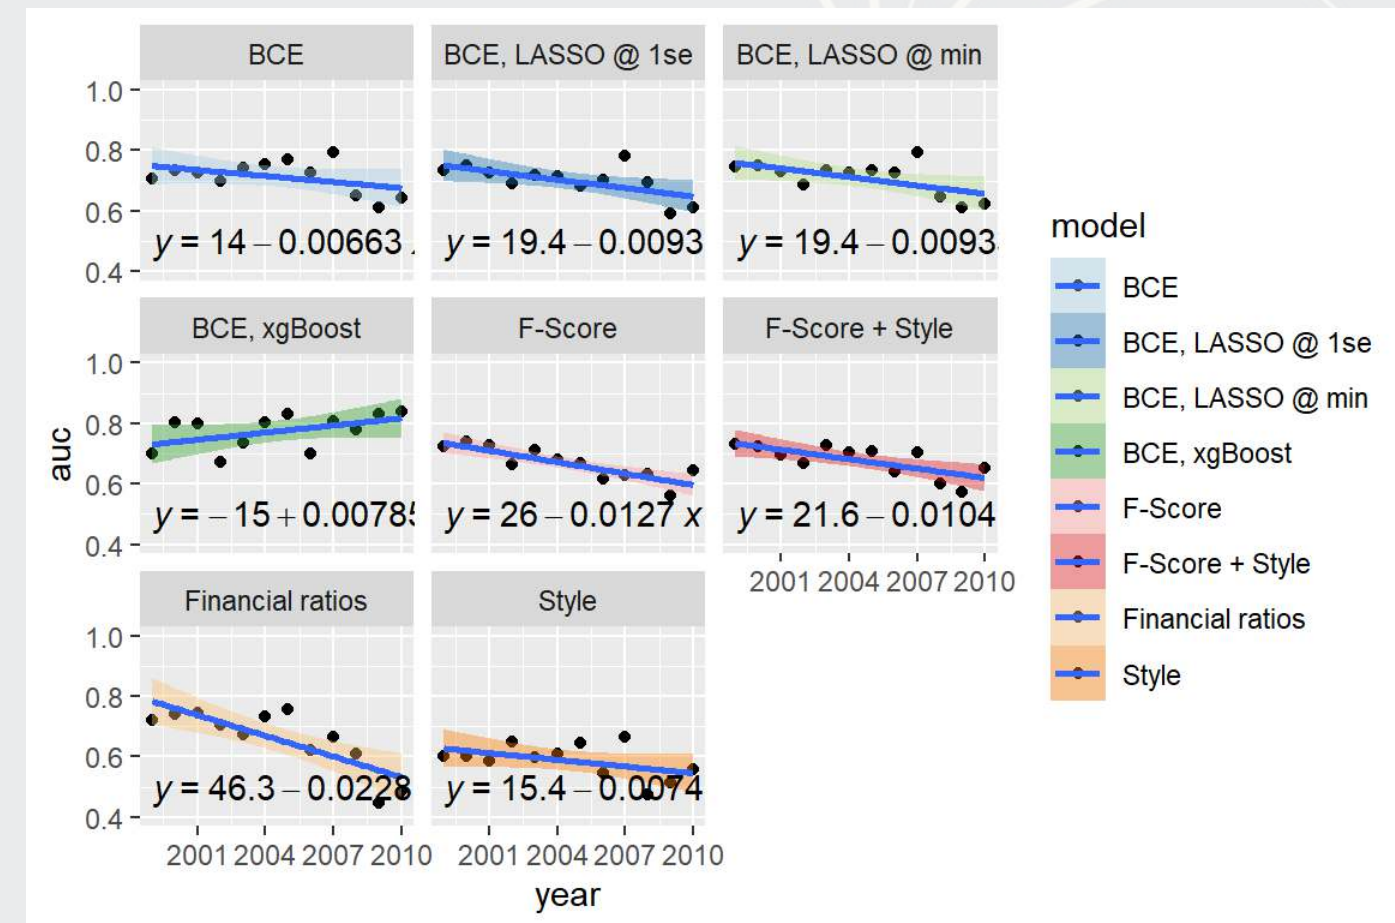 BCE
BCE, LASSO @ 1se
BCE, LASSO @ min
1.0
0.8
0.6
0.4
y = 14 − 0.00663
y = 19.4 − 0.0093
y = 19.4 − 0.0093
BCE, xgBoost
F-Score
F-Score + Style
1.0
0.8
0.6
0.4
y = − 15 + 0.00785
y = 26 − 0.0127 x
y = 21.6 − 0.0104
2001 2004 2007 2010
Financial ratios
Style
1.0
0.8
0.6
0.4
y = 46.3 − 0.0228
y = 15.4 − 0.0074
2001 2004 2007 2010
2001 2004 2007 2010
auc
year
model
BCE
BCE, LASSO @ 1se
BCE, LASSO @ min
BCE, xgBoost
F-Score
F-Score + Style
Financial ratios
Style